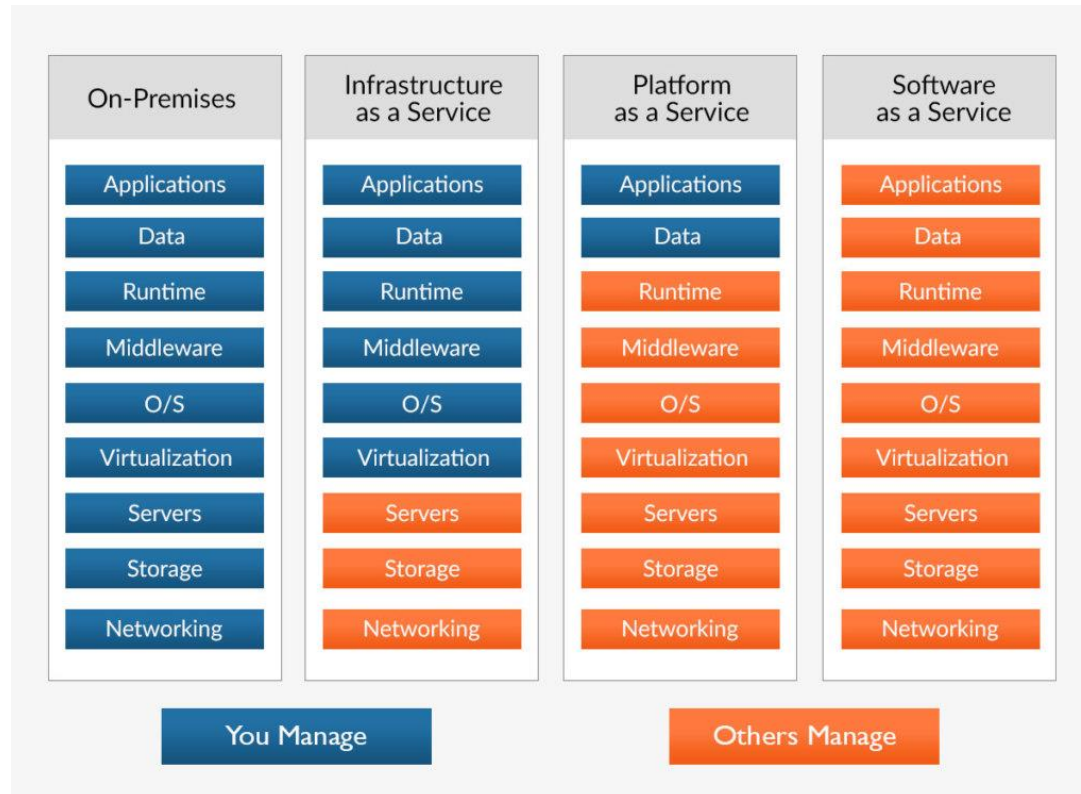 On-Premises
Applications
Data
Runtime
Middleware
O/S
Virtualization
Servers
Storage
Networking
Infrastructure
as a Service
Applications
Data
Runtime
Middleware
O/S
Virtualization
Servers
Storage
Networking
Platform
as a Service
Applications
Data
Runtime
Middleware
O/S
Virtualization
Servers
Storage
Networking
Software
as a Service
Applications
Data
Runtime
Middleware
O/S
Virtualization
Servers
Storage
Networking
You Manage
Others Manage